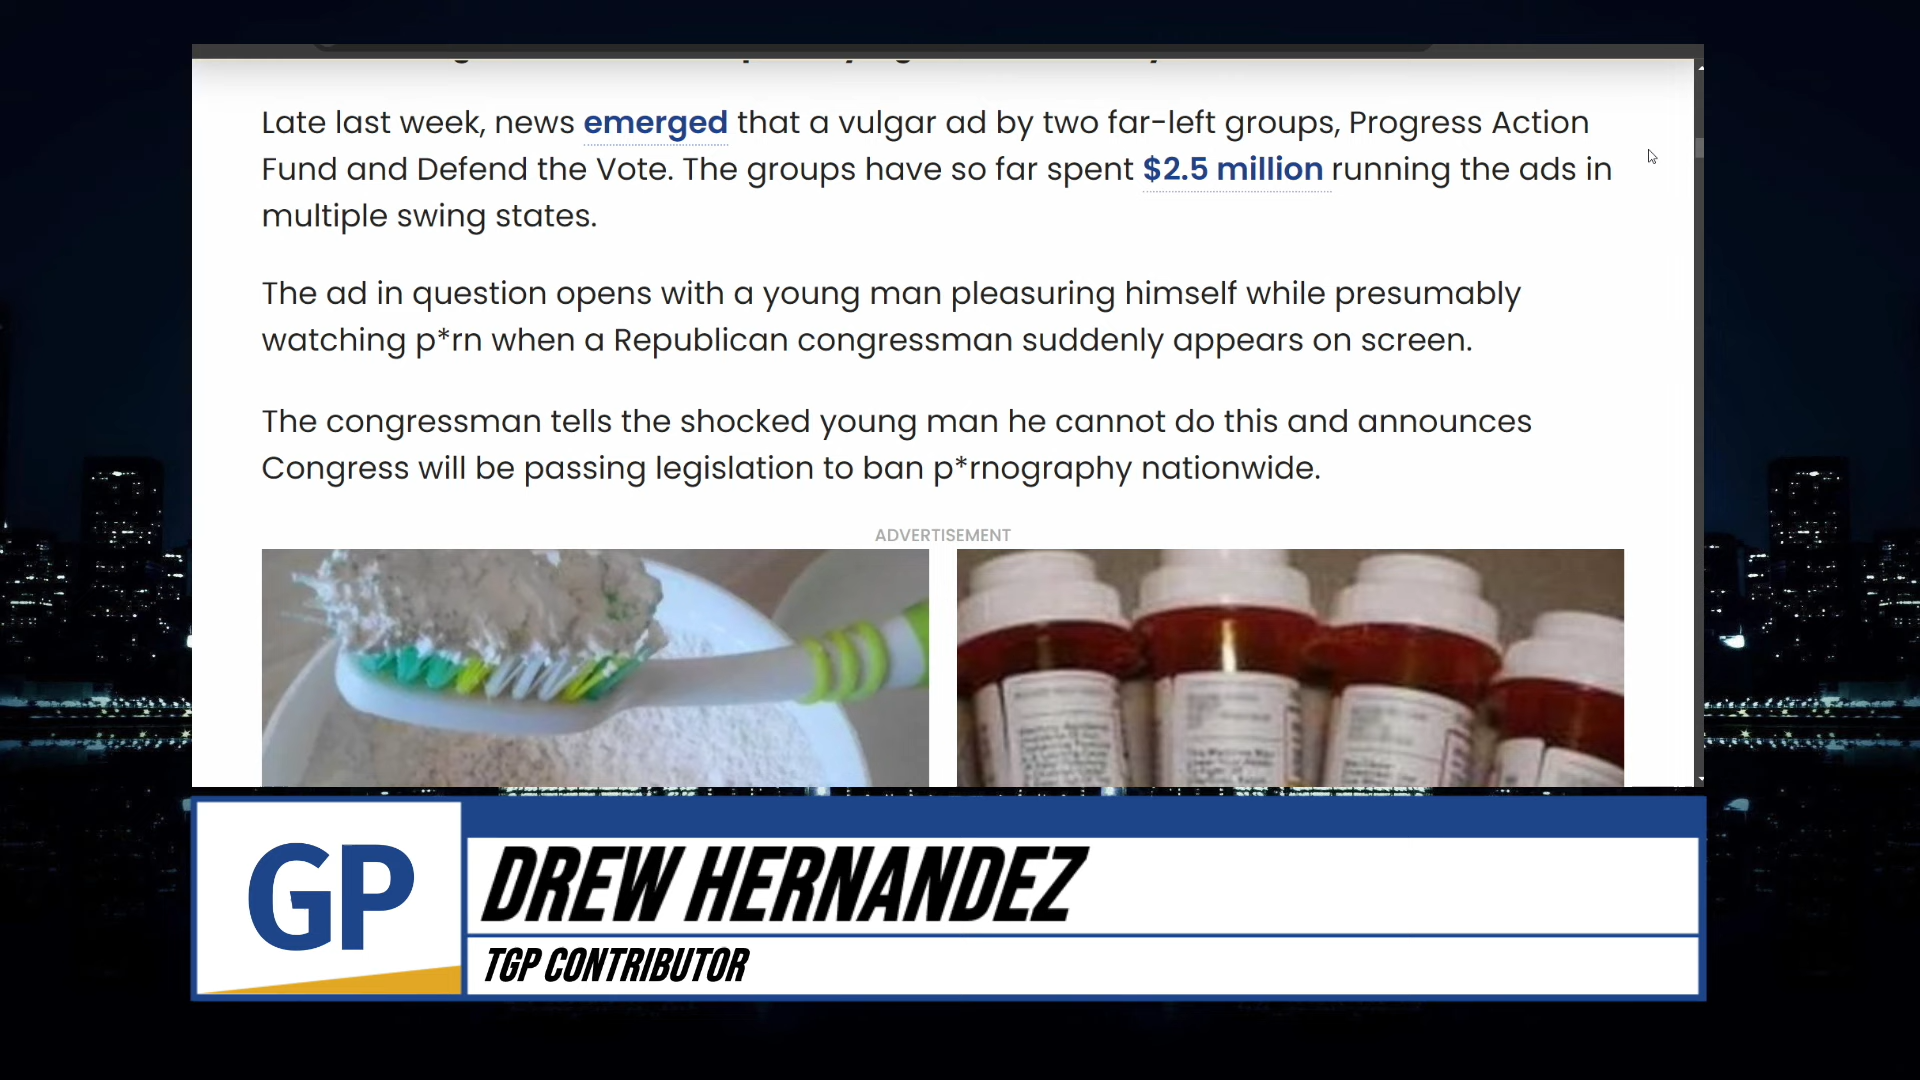 Late last week, news emerged that a vulgar ad by two far-left groups, Progress Action
Fund and Defend the Vote. The groups have so far spent $2.5 million running the ads in
multiple swing states.
The ad in question opens with a young man pleasuring himself while presumably
watching p*rn when a Republican congressman suddenly appears on screen.
The congressman tells the shocked young man he cannot do this and announces
Congress will be passing legislation to ban p*rnography nationwide.
ADVERTISEMENT
GP
DREW HERNANDEZ
TGP CONTRIBUTOR